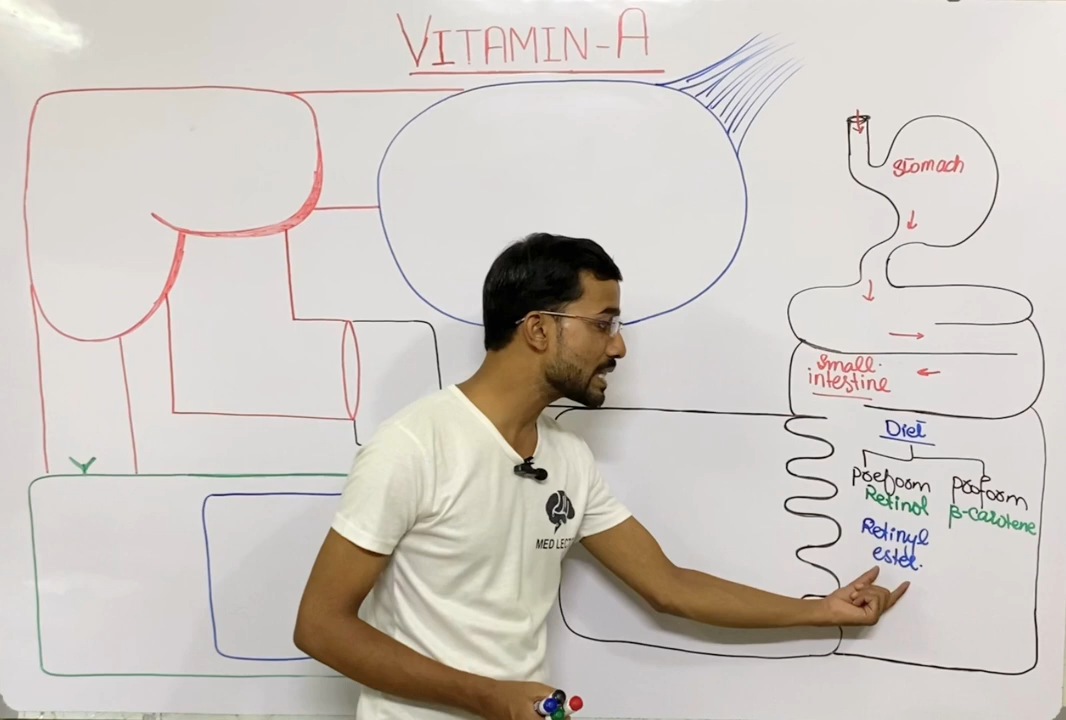 VITAMIN-A
stomach
small
intestine
Diet
preform
Retinol
Retinyl
ester.
proform
β-carotene
MED LECT